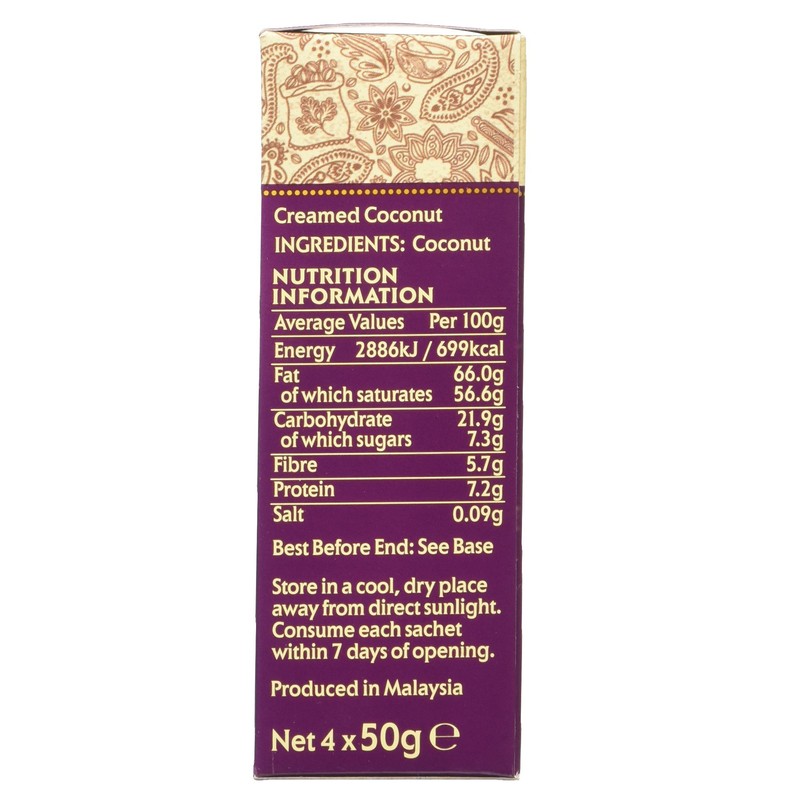 Creamed Coconut
INGREDIENTS: Coconut
NUTRITION
INFORMATION
Average Values Per 100g
Energy 2886kJ / 699kcal
Fat 66.0g
of which saturates 56.6g
Carbohydrate 21.9g
of which sugars 7.3g
Fibre 5.7g
Protein 7.2g
Salt 0.09g
Best Before End: See Base
Store in a cool, dry place
away from direct sunlight.
Consume each sachet
within 7 days of opening.
Produced in Malaysia
Net 4 x 50g ℮